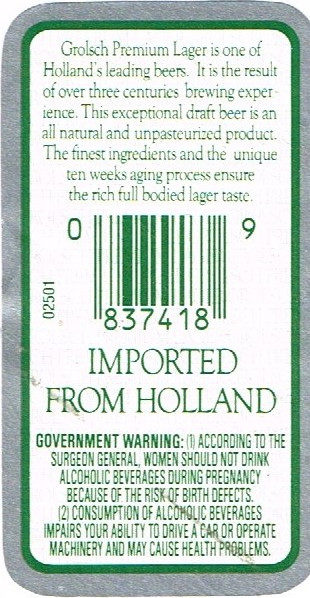 Grolsch Premium Lager is one of
Holland's leading beers. It is the result
of over three centuries brewing exper-
ience. This exceptional draft beer is an
all natural and unpasteurized product.
The finest ingredients and the unique
ten weeks aging process ensure
the rich full bodied lager taste.
0 9
837418
02501
IMPORTED
FROM HOLLAND
GOVERNMENT WARNING: (1) ACCORDING TO THE
SURGEON GENERAL, WOMEN SHOULD NOT DRINK
ALCOHOLIC BEVERAGES DURING PREGNANCY
BECAUSE OF THE RISK OF BIRTH DEFECTS.
(2) CONSUMPTION OF ALCOHOLIC BEVERAGES
IMPAIRS YOUR ABILITY TO DRIVE A CAR OR OPERATE
MACHINERY AND MAY CAUSE HEALTH PROBLEMS.